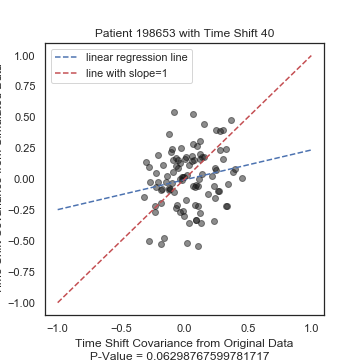 Patient 198653 with Time Shift 40
linear regression line
line with slope=1
1.00
0.75
0.50
0.25
0.00
−0.25
−0.50
−0.75
−1.00
−1.0
−0.5
0.0
0.5
1.0
Time Shift Covariance from Original Data
P-Value = 0.06298767599781717